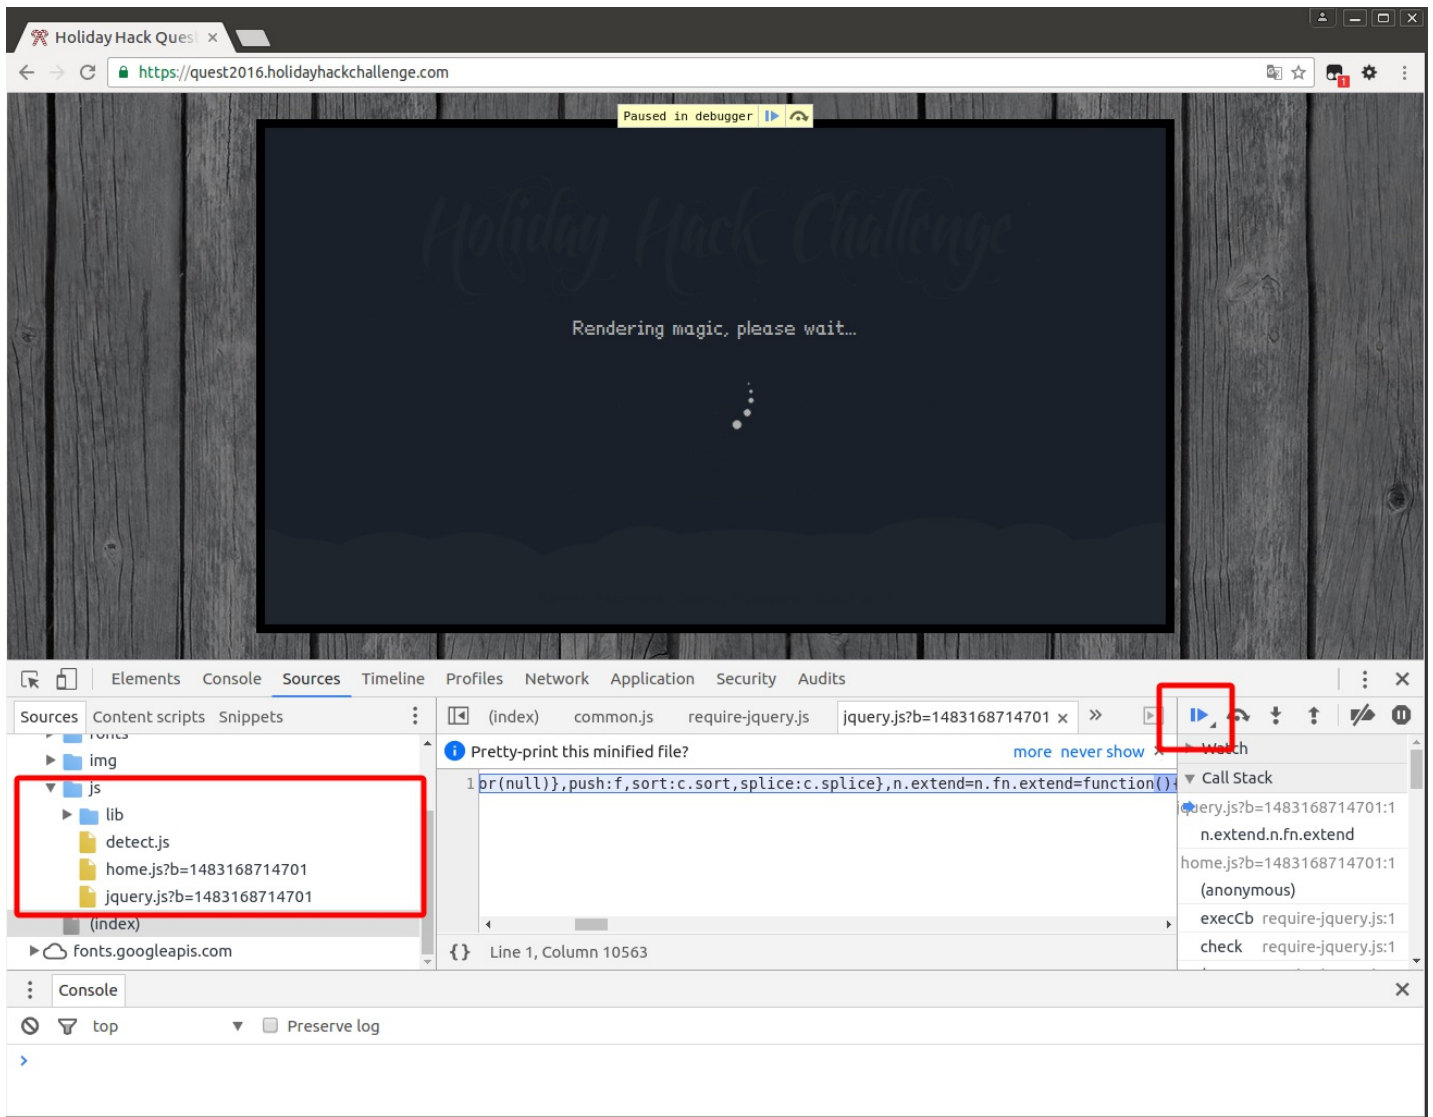 Holiday Hack Quest
https://quest2016.holidayhackchallenge.com
1
Paused in debugger
Holiday Hack Challenge
Rendering magic, please wait...
Elements Console Sources Timeline Profiles Network Application Security Audits
Sources Content scripts Snippets
(index) common.js require-jquery.js jquery.js?b=1483168714701
fonts
img
js
lib
detect.js
home.js?b=1483168714701
jquery.js?b=1483168714701
(index)
fonts.googleapis.com
Pretty-print this minified file? more never show
1 or(null)},push:f,sort:c.sort,splice:c.splice},n.extend=n.fn.extend=function(){
{} Line 1, Column 10563
Watch
Call Stack
jquery.js?b=1483168714701:1
n.extend.n.fn.extend
home.js?b=1483168714701:1
(anonymous)
execCb require-jquery.js:1
check require-jquery.js:1
Console
top Preserve log